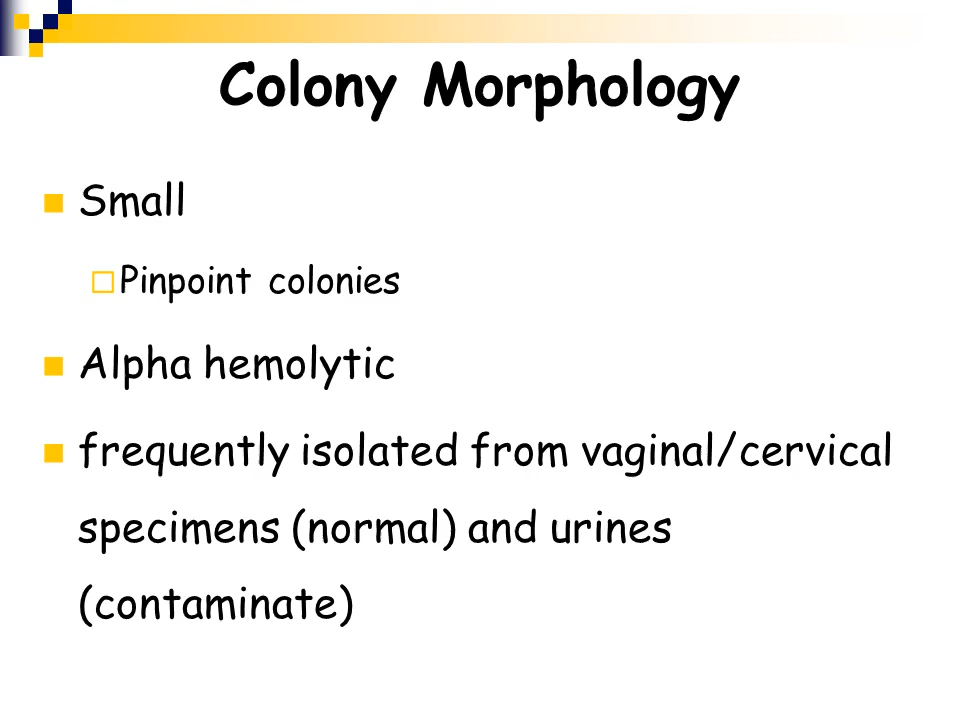 Colony Morphology
Small
Pinpoint colonies
Alpha hemolytic
frequently isolated from vaginal/cervical
specimens (normal) and urines
(contaminate)